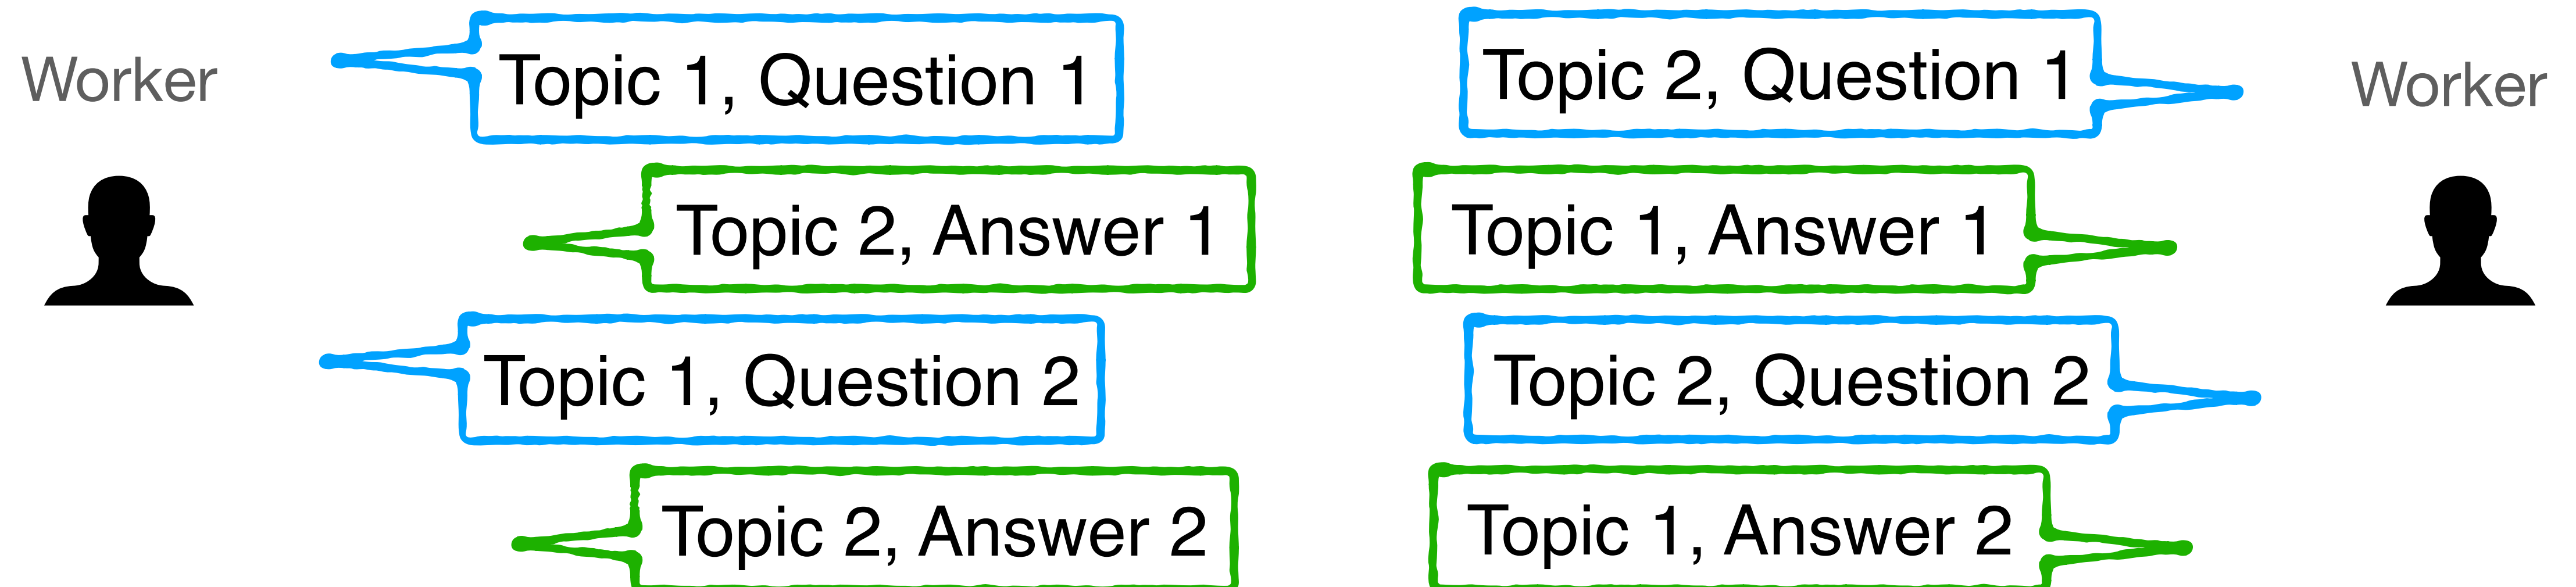 Worker
Topic 1, Question 1
Topic 2, Question 1
Worker
Topic 2, Answer 1
Topic 1, Answer 1
Topic 1, Question 2
Topic 2, Question 2
Topic 2, Answer 2
Topic 1, Answer 2